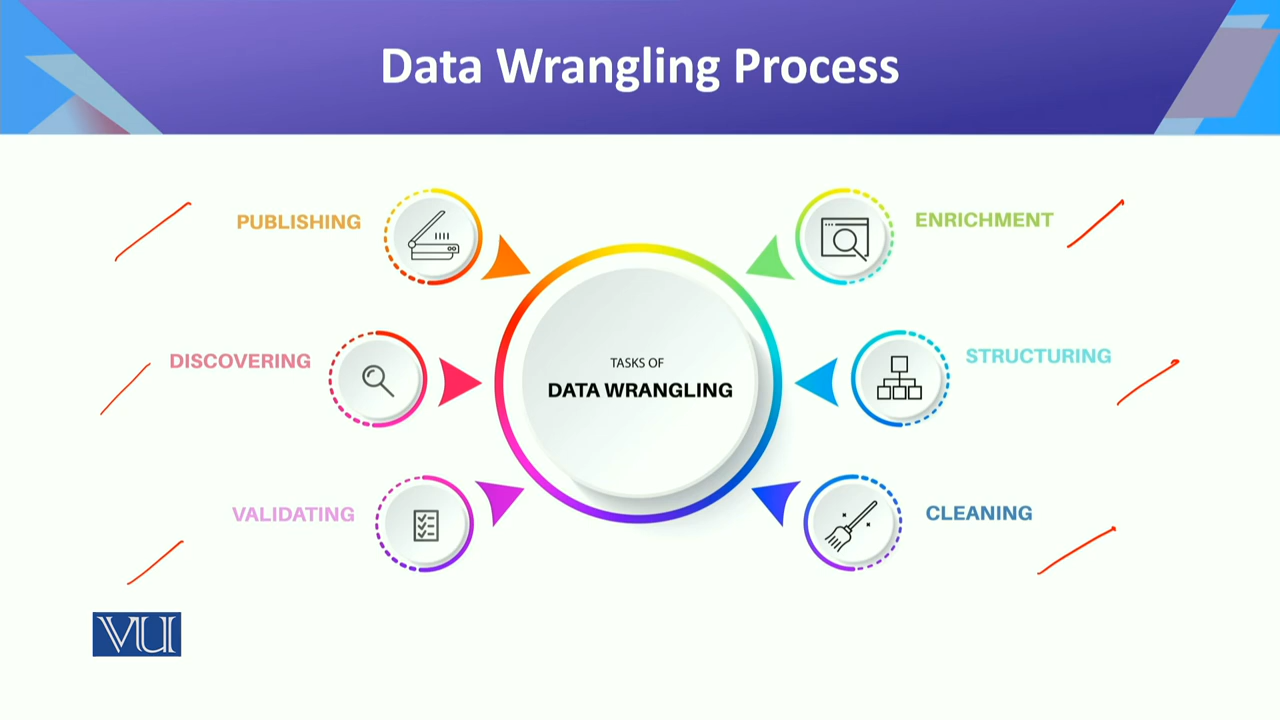 Data Wrangling Process
PUBLISHING
ENRICHMENT
DISCOVERING
TASKS OF
DATA WRANGLING
STRUCTURING
VALIDATING
CLEANING
VU